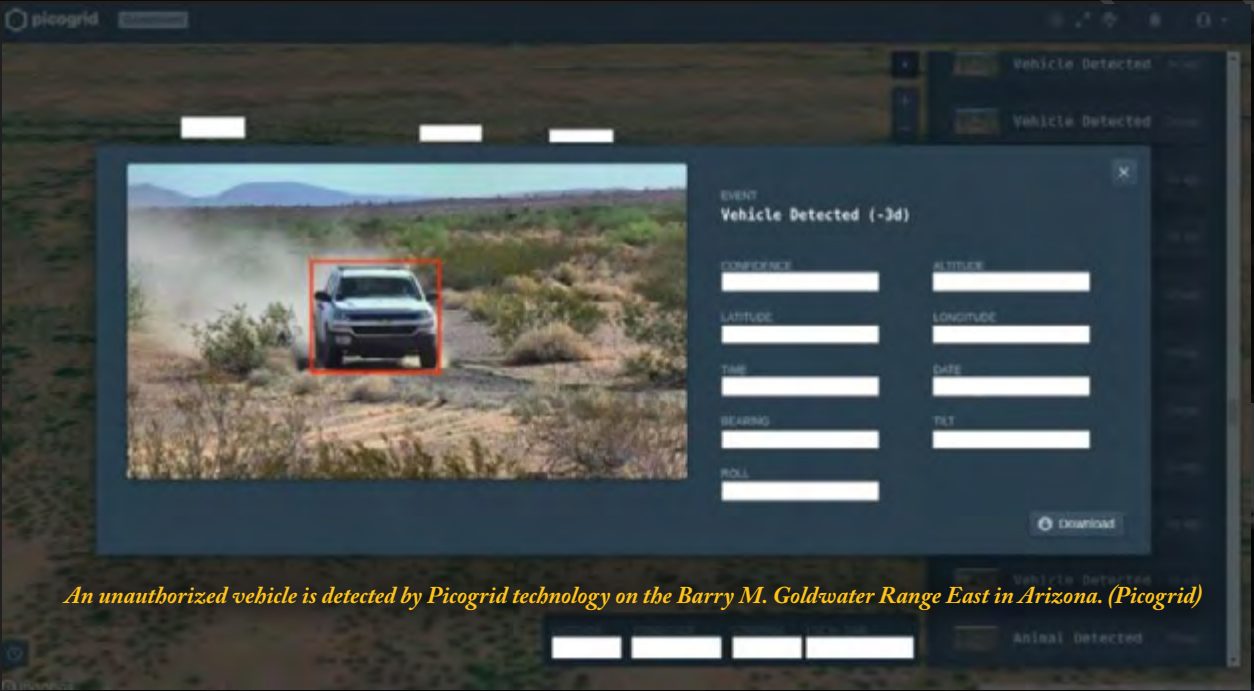 picogrid
Vehicle Detected
Vehicle Detected
EVENT
Vehicle Detected (-3d)
CONFIDENCE ALTITUDE
LATITUDE LONGITUDE
TIME DATE
BEARING TILT
ROLL
Download
Vehicle Detected
An unauthorized vehicle is detected by Picogrid technology on the Barry M. Goldwater Range East in Arizona. (Picogrid)
Animal Detected